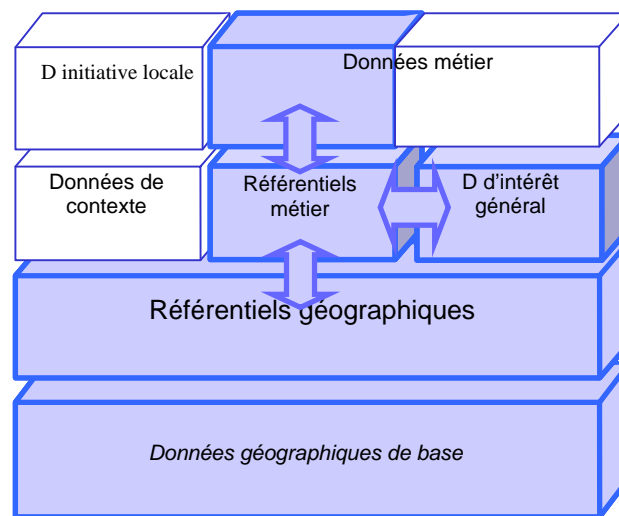 D initiative locale
Données métier
Données de
contexte
Référentiels
métier
D d'intérêt
général
Référentiels géographiques
Données géographiques de base